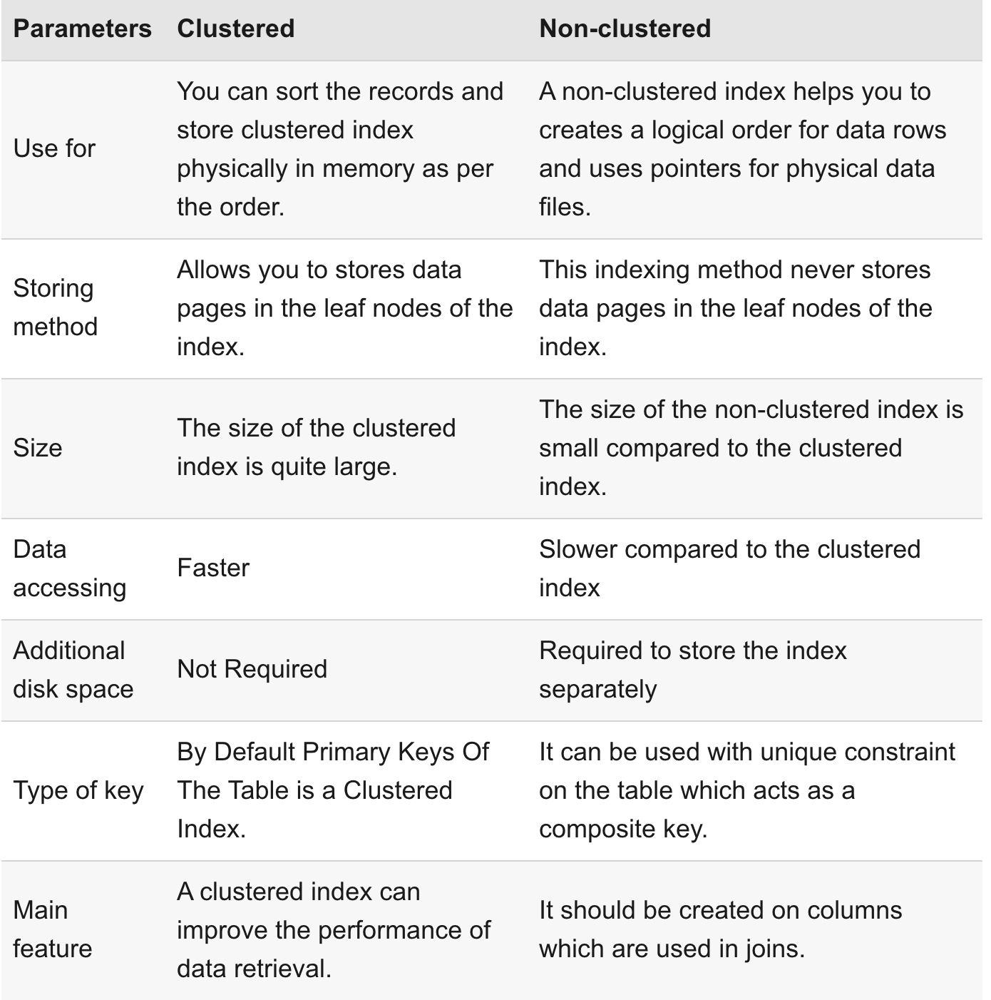 Parameters Clustered Non-clustered
Use for
You can sort the records and
store clustered index
physically in memory as per
the order.
A non-clustered index helps you to
creates a logical order for data rows
and uses pointers for physical data
files.
Storing
method
Allows you to stores data
pages in the leaf nodes of the
index.
This indexing method never stores
data pages in the leaf nodes of the
index.
Size
The size of the clustered
index is quite large.
The size of the non-clustered index is
small compared to the clustered
index.
Data
accessing
Faster
Slower compared to the clustered
index
Additional
disk space
Not Required
Required to store the index
separately
Type of key
By Default Primary Keys Of
The Table is a Clustered
Index.
It can be used with unique constraint
on the table which acts as a
composite key.
Main
feature
A clustered index can
improve the performance of
data retrieval.
It should be created on columns
which are used in joins.